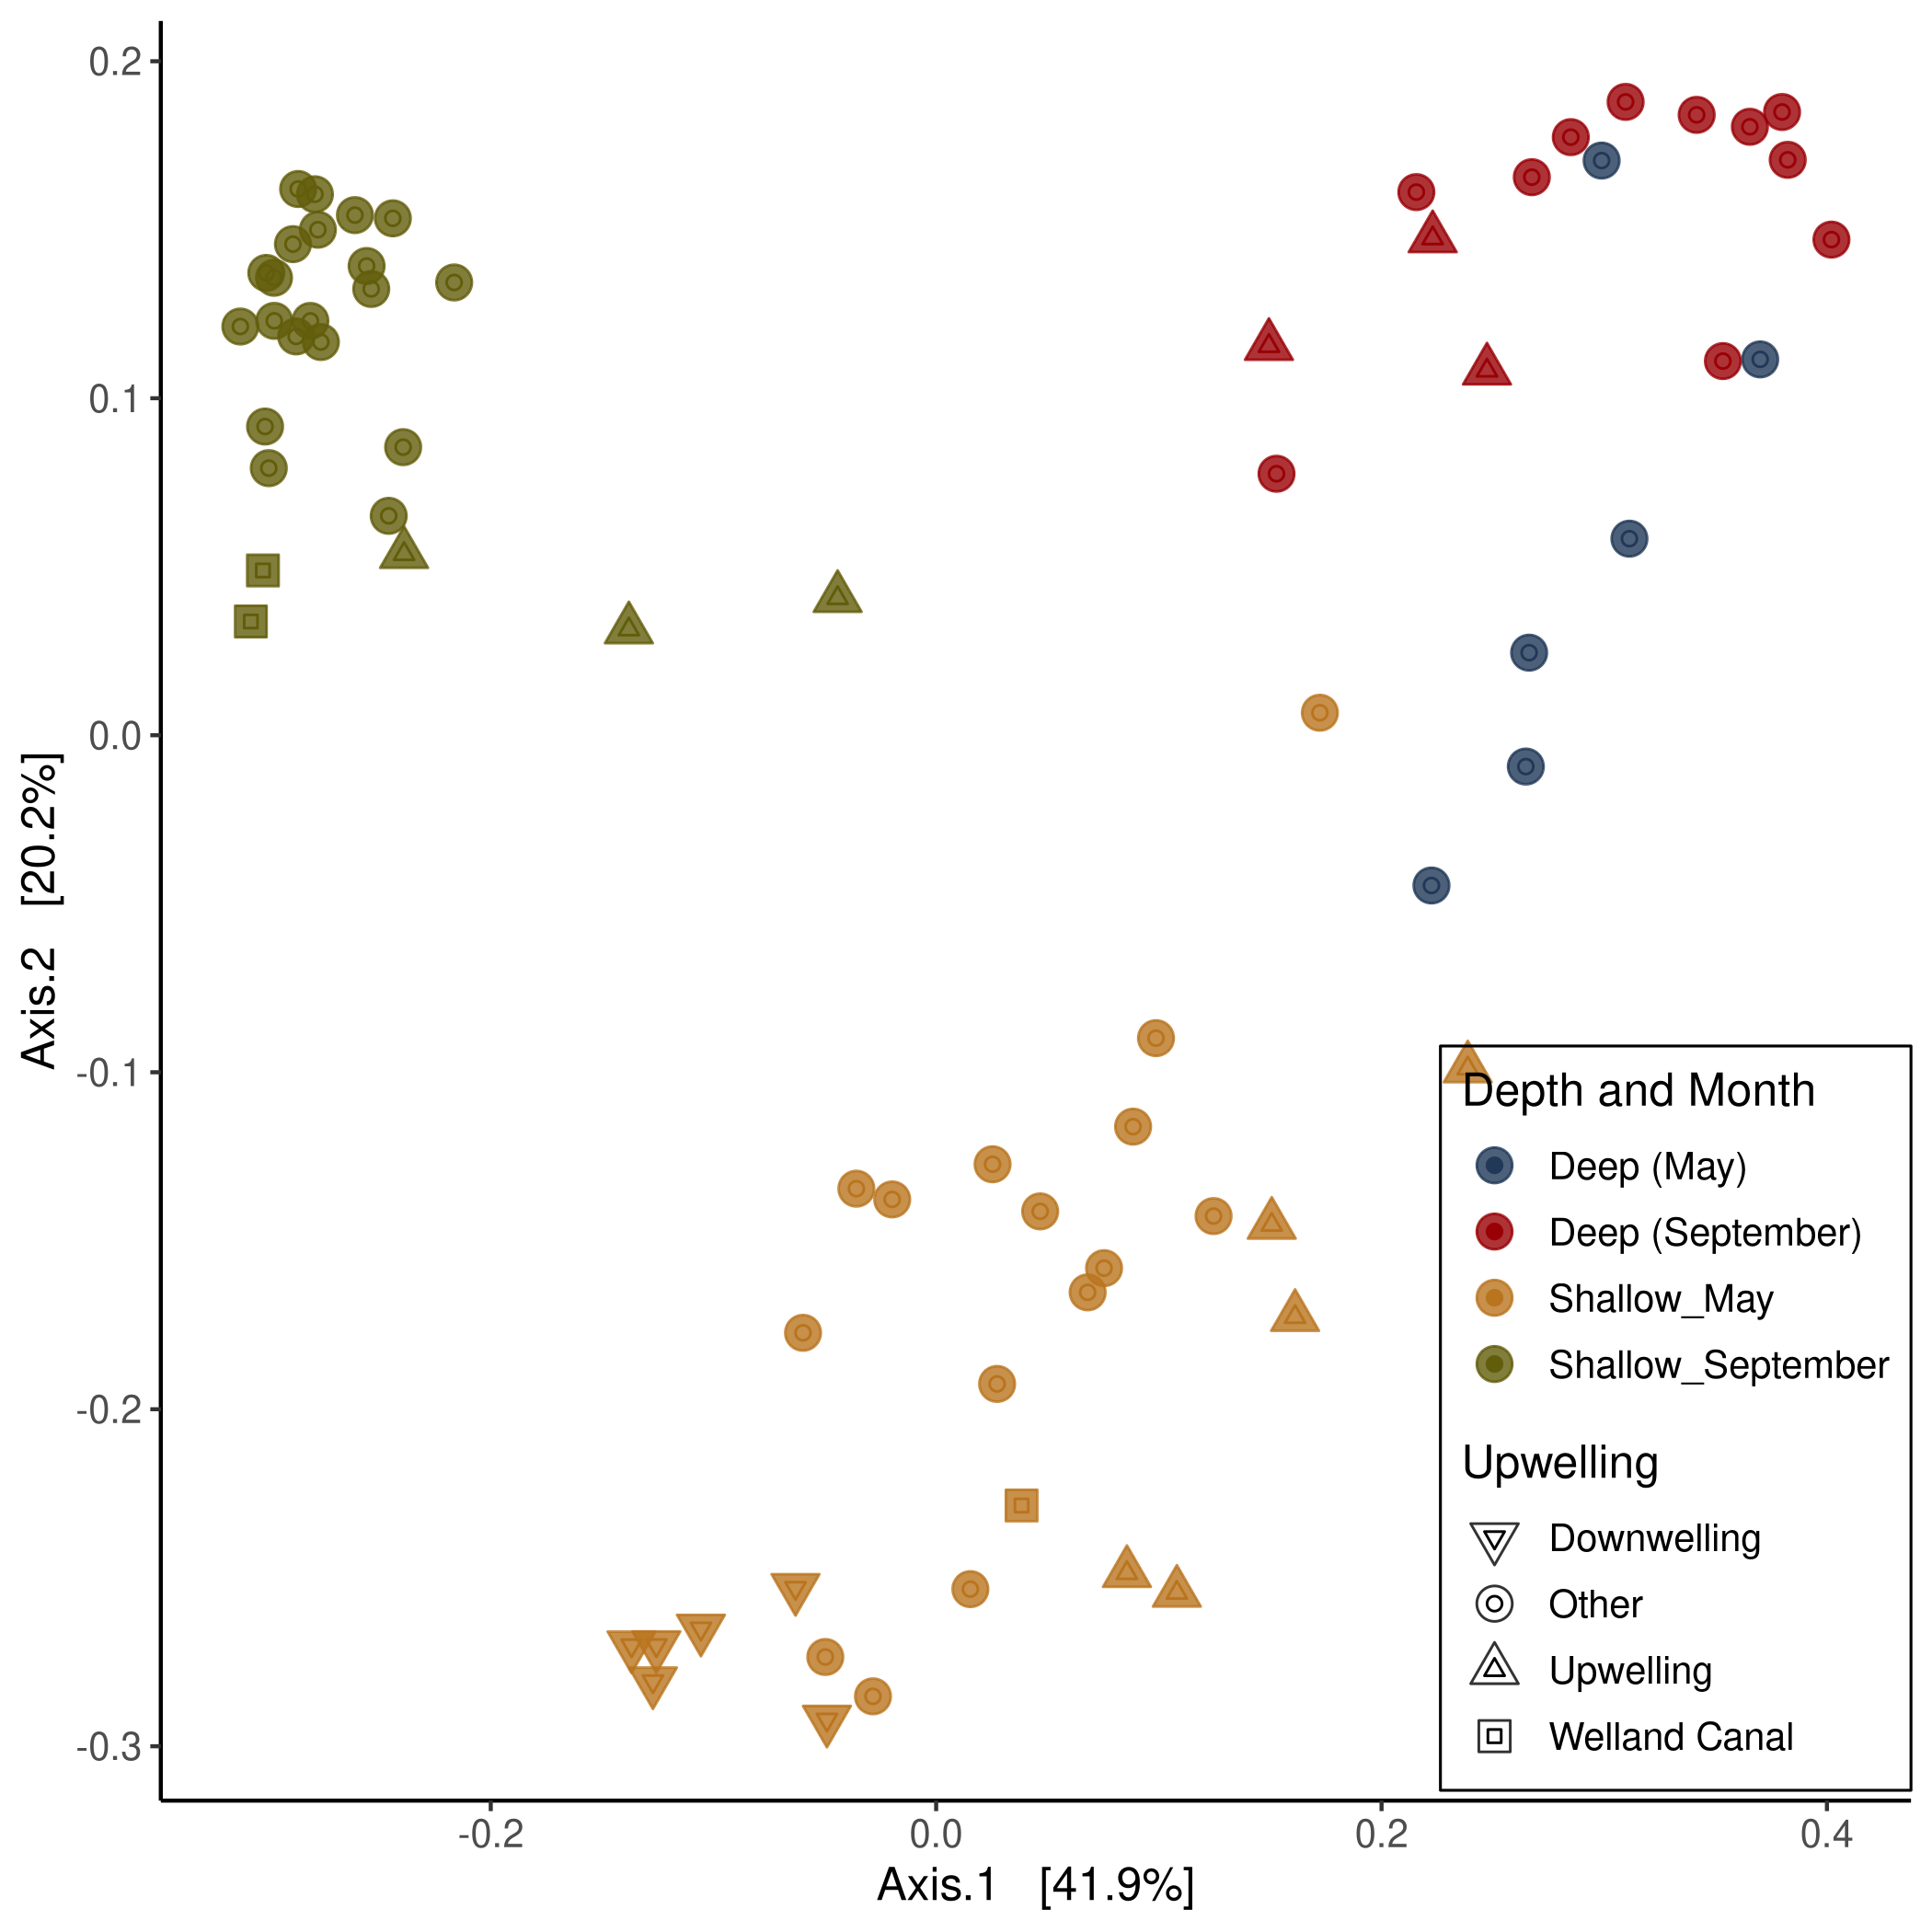 0.2
0.1
0.0
-0.1
-0.2
-0.3
Axis.2 [20.2%]
-0.2 0.0 0.2 0.4
Axis.1 [41.9%]
Depth and Month
Deep (May)
Deep (September)
Shallow_May
Shallow_September
Upwelling
Downwelling
Other
Upwelling
Welland Canal